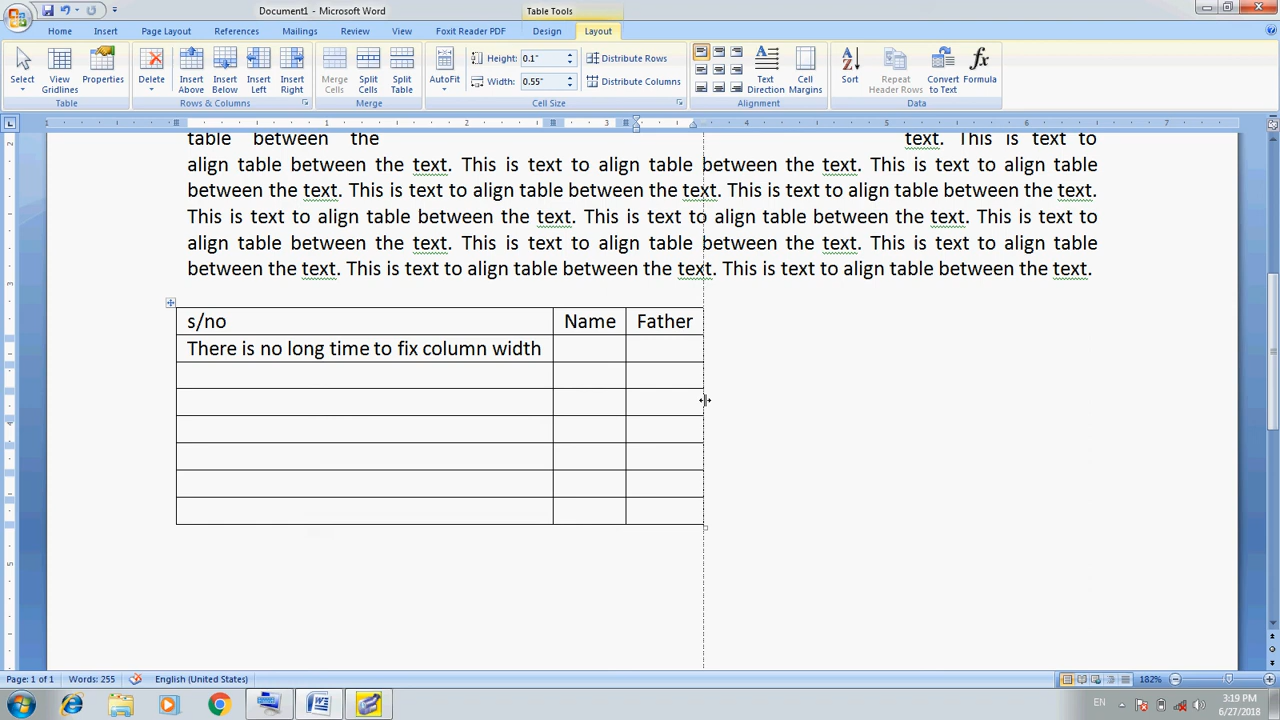 Document1 - Microsoft Word
Table Tools
Home Insert Page Layout References Mailings Review View Foxit Reader PDF Design Layout
Select View Gridlines Properties Delete Insert Above Insert Below Insert Left Insert Right Merge Cells Split Cells Split Table AutoFit Height: 0.1" Width: 0.55" Distribute Rows Distribute Columns Text Direction Cell Margins Sort Repeat Header Rows Convert to Text Formula
Table Rows & Columns Merge Cell Size Alignment Data
1 1 2 3 4 5 6 7
table between the text. This is text to
align table between the text. This is text to align table between the text. This is text to align table
between the text. This is text to align table between the text. This is text to align table between the text.
This is text to align table between the text. This is text to align table between the text. This is text to
align table between the text. This is text to align table between the text. This is text to align table
between the text. This is text to align table between the text. This is text to align table between the text.
s/no Name Father
There is no long time to fix column width
Page: 1 of 1 Words: 255 English (United States) 182%
EN 3:19 PM
6/27/2018